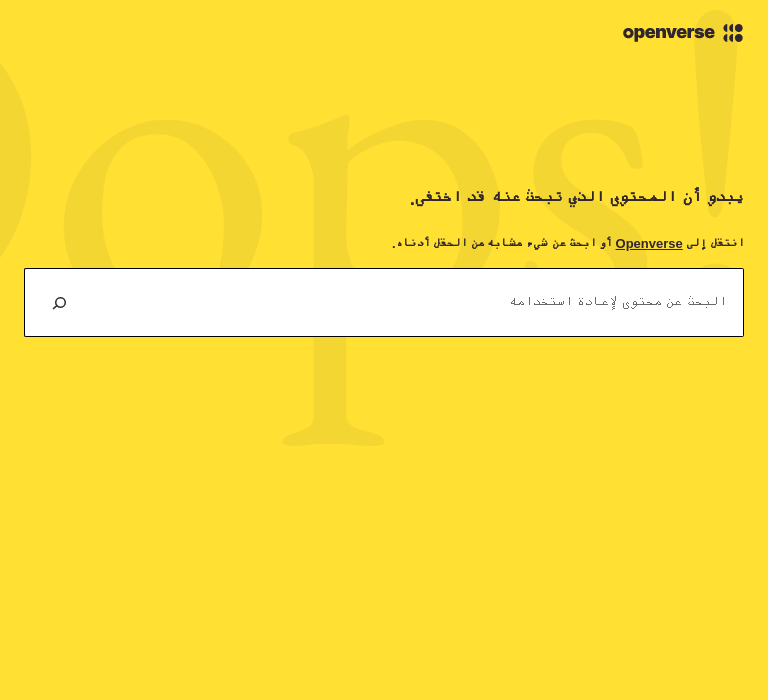 openverse
Oops!
يبدو أن المحتوى الذي تبحث عنه قد اختفى.
انتقل إلى Openverse أو ابحث عن شيء مشابه من الحقل أدناه.
البحث عن محتوى لإعادة استخدامه